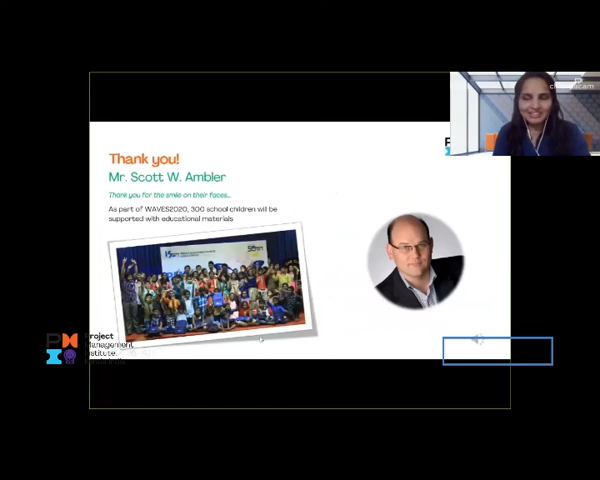 Thank you!
Mr. Scott W. Ambler
Thank you for the smile on their faces...
As part of WAVES2020, 300 school children will be
supported with educational materials
Project
Management
Institute.